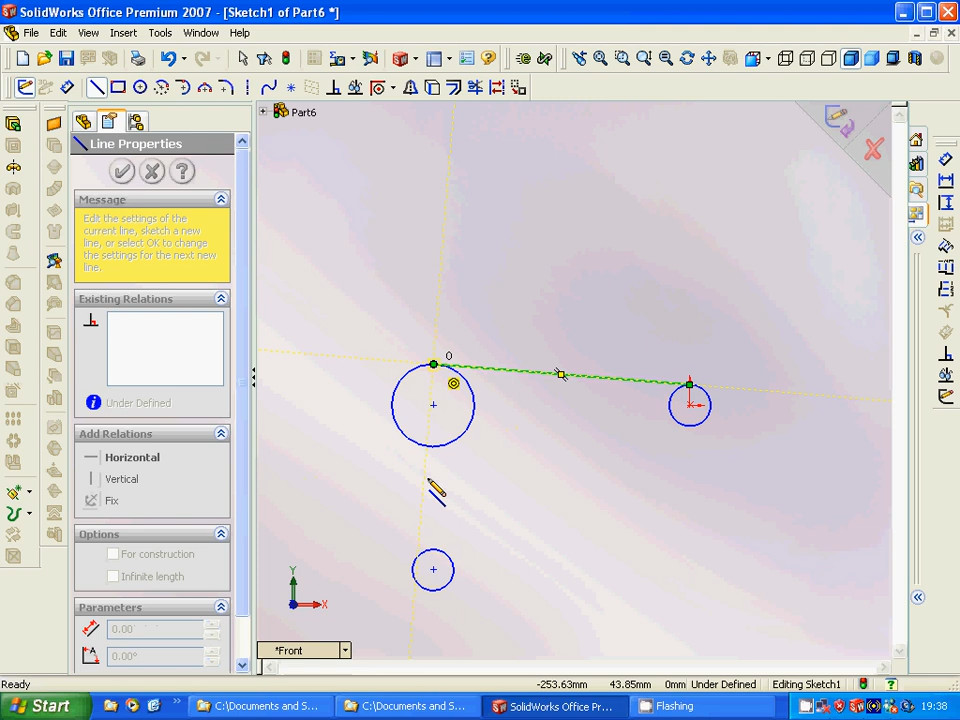 SolidWorks Office Premium 2007 - [Sketch1 of Part6 *]
File Edit View Insert Tools Window Help
Part6
Line Properties
Message
Edit the settings of the
current line, sketch a new
line, or select OK to change
the settings for the next new
line.
Existing Relations
Under Defined
Add Relations
Horizontal
Vertical
Fix
Options
For construction
Infinite length
Parameters
0.00
0.00°
0
Y
X
*Front
Ready
-253.63mm 43.85mm 0mm Under Defined Editing Sketch1
Start C:\Documents and S... C:\Documents and S... SolidWorks Office Pr... Flashing 19:38